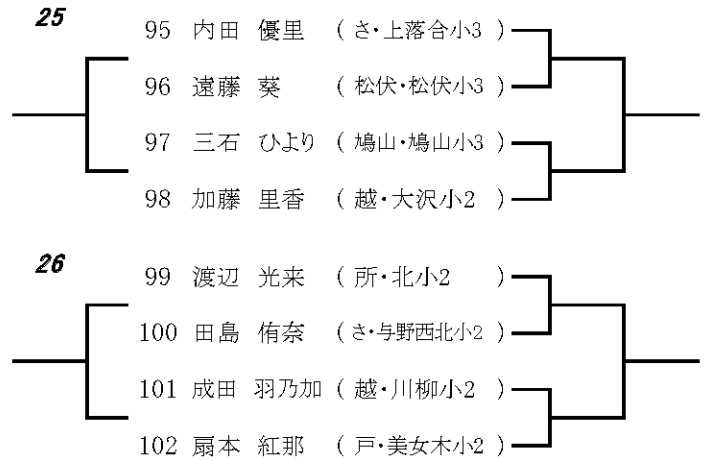 25
95 内田 優里 (さ・上落合小3)
96 遠藤 葵 (松伏・松伏小3)
97 三石 ひより (鳩山・鳩山小3)
98 加藤 里香 (越・大沢小2)
26
99 渡辺 光来 (所・北小2)
100 田島 侑奈 (さ・与野西北小2)
101 成田 羽乃加 (越・川柳小2)
102 扇本 紅那 (戸・美女木小2)